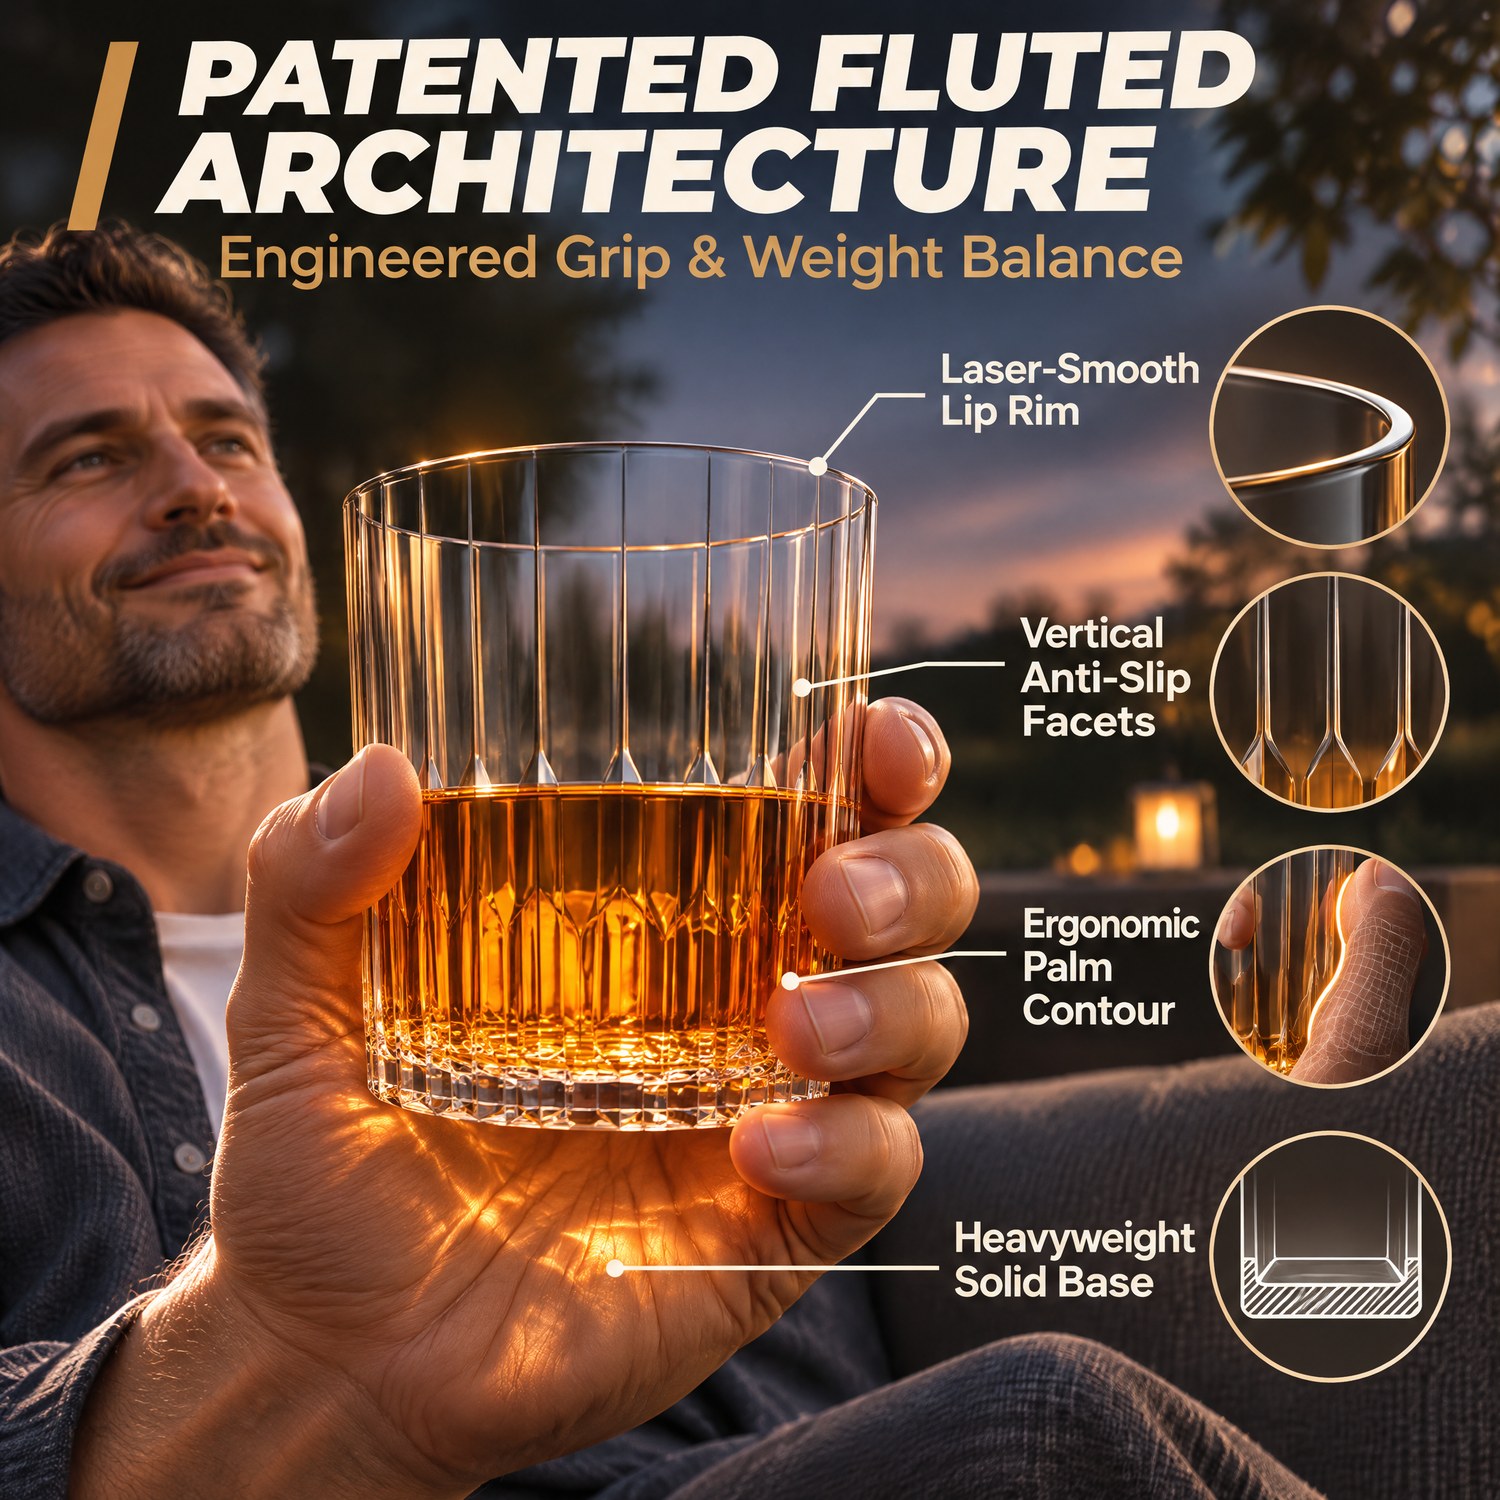 PATENTED FLUTED
ARCHITECTURE
Engineered Grip & Weight Balance
Laser-Smooth
Lip Rim
Vertical
Anti-Slip
Facets
Ergonomic
Palm
Contour
Heavyweight
Solid Base